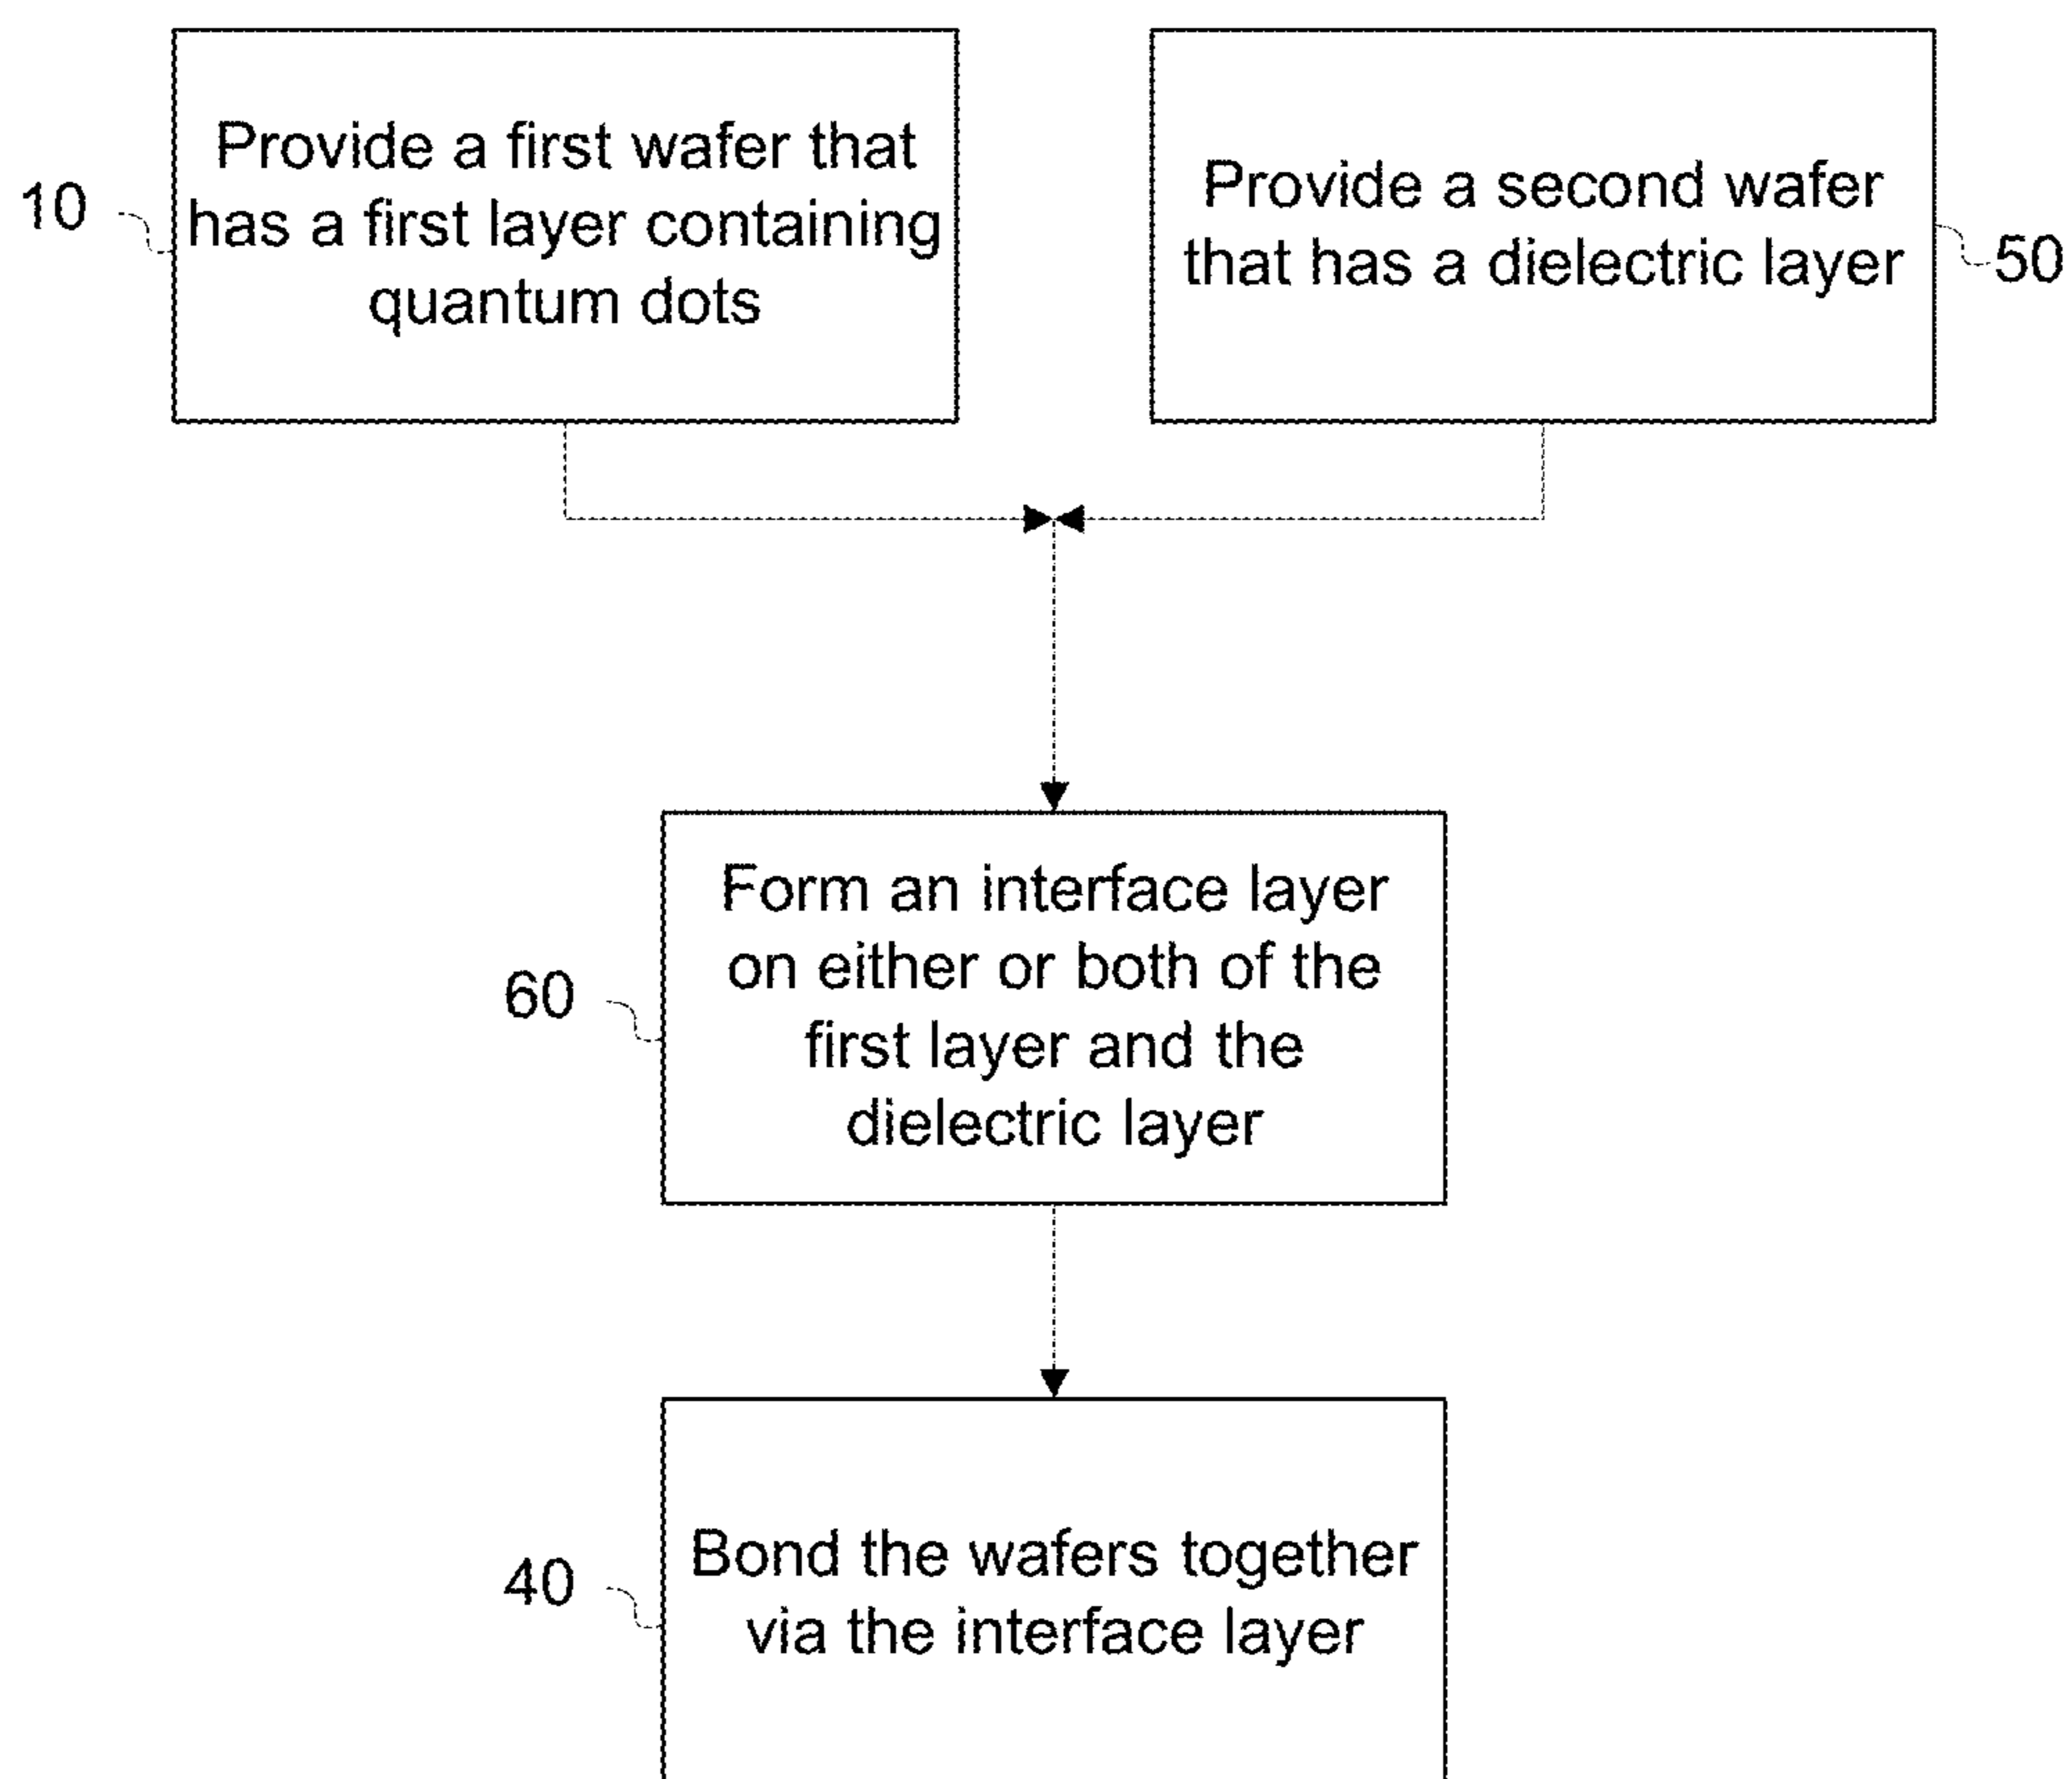 10
Provide a first wafer that
has a first layer containing
quantum dots
Provide a second wafer
that has a dielectric layer
50
60
Form an interface layer
on either or both of the
first layer and the
dielectric layer
40
Bond the wafers together
via the interface layer